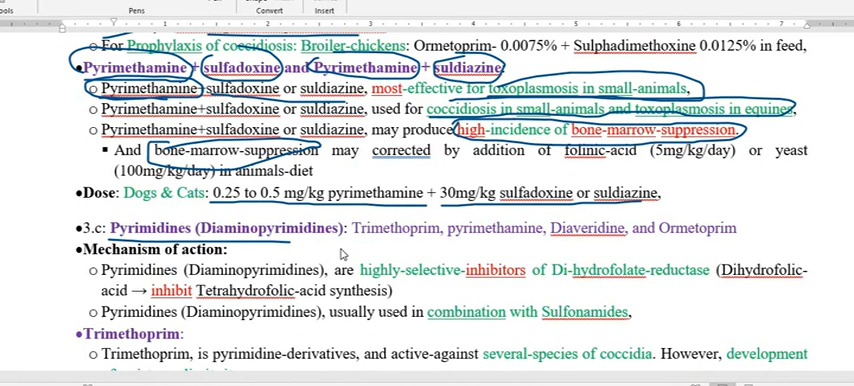 Convert
Insert
1 2 3 4 5 6 7
o For Prophylaxis of coccidiosis: Broiler-chickens: Ormetoprim- 0.0075% + Sulphadimethoxine 0.0125% in feed,
•Pyrimethamine + sulfadoxine and Pyrimethamine + suldiazine
o Pyrimethamine+sulfadoxine or suldiazine, most-effective for toxoplasmosis in small-animals,
o Pyrimethamine+sulfadoxine or suldiazine, used for coccidiosis in small-animals and toxoplasmosis in equines,
o Pyrimethamine+sulfadoxine or suldiazine, may produce high-incidence of bone-marrow-suppression.
▪ And bone-marrow-suppression may corrected by addition of folinic-acid (5mg/kg/day) or yeast
(100mg/kg/day) in animals-diet
•Dose: Dogs & Cats: 0.25 to 0.5 mg/kg pyrimethamine + 30mg/kg sulfadoxine or suldiazine,
•3.c: Pyrimidines (Diaminopyrimidines): Trimethoprim, pyrimethamine, Diaveridine, and Ormetoprim
•Mechanism of action:
o Pyrimidines (Diaminopyrimidines), are highly-selective-inhibitors of Di-hydrofolate-reductase (Dihydrofolic-
acid → inhibit Tetrahydrofolic-acid synthesis)
o Pyrimidines (Diaminopyrimidines), usually used in combination with Sulfonamides,
•Trimethoprim:
o Trimethoprim, is pyrimidine-derivatives, and active-against several-species of coccidia. However, development